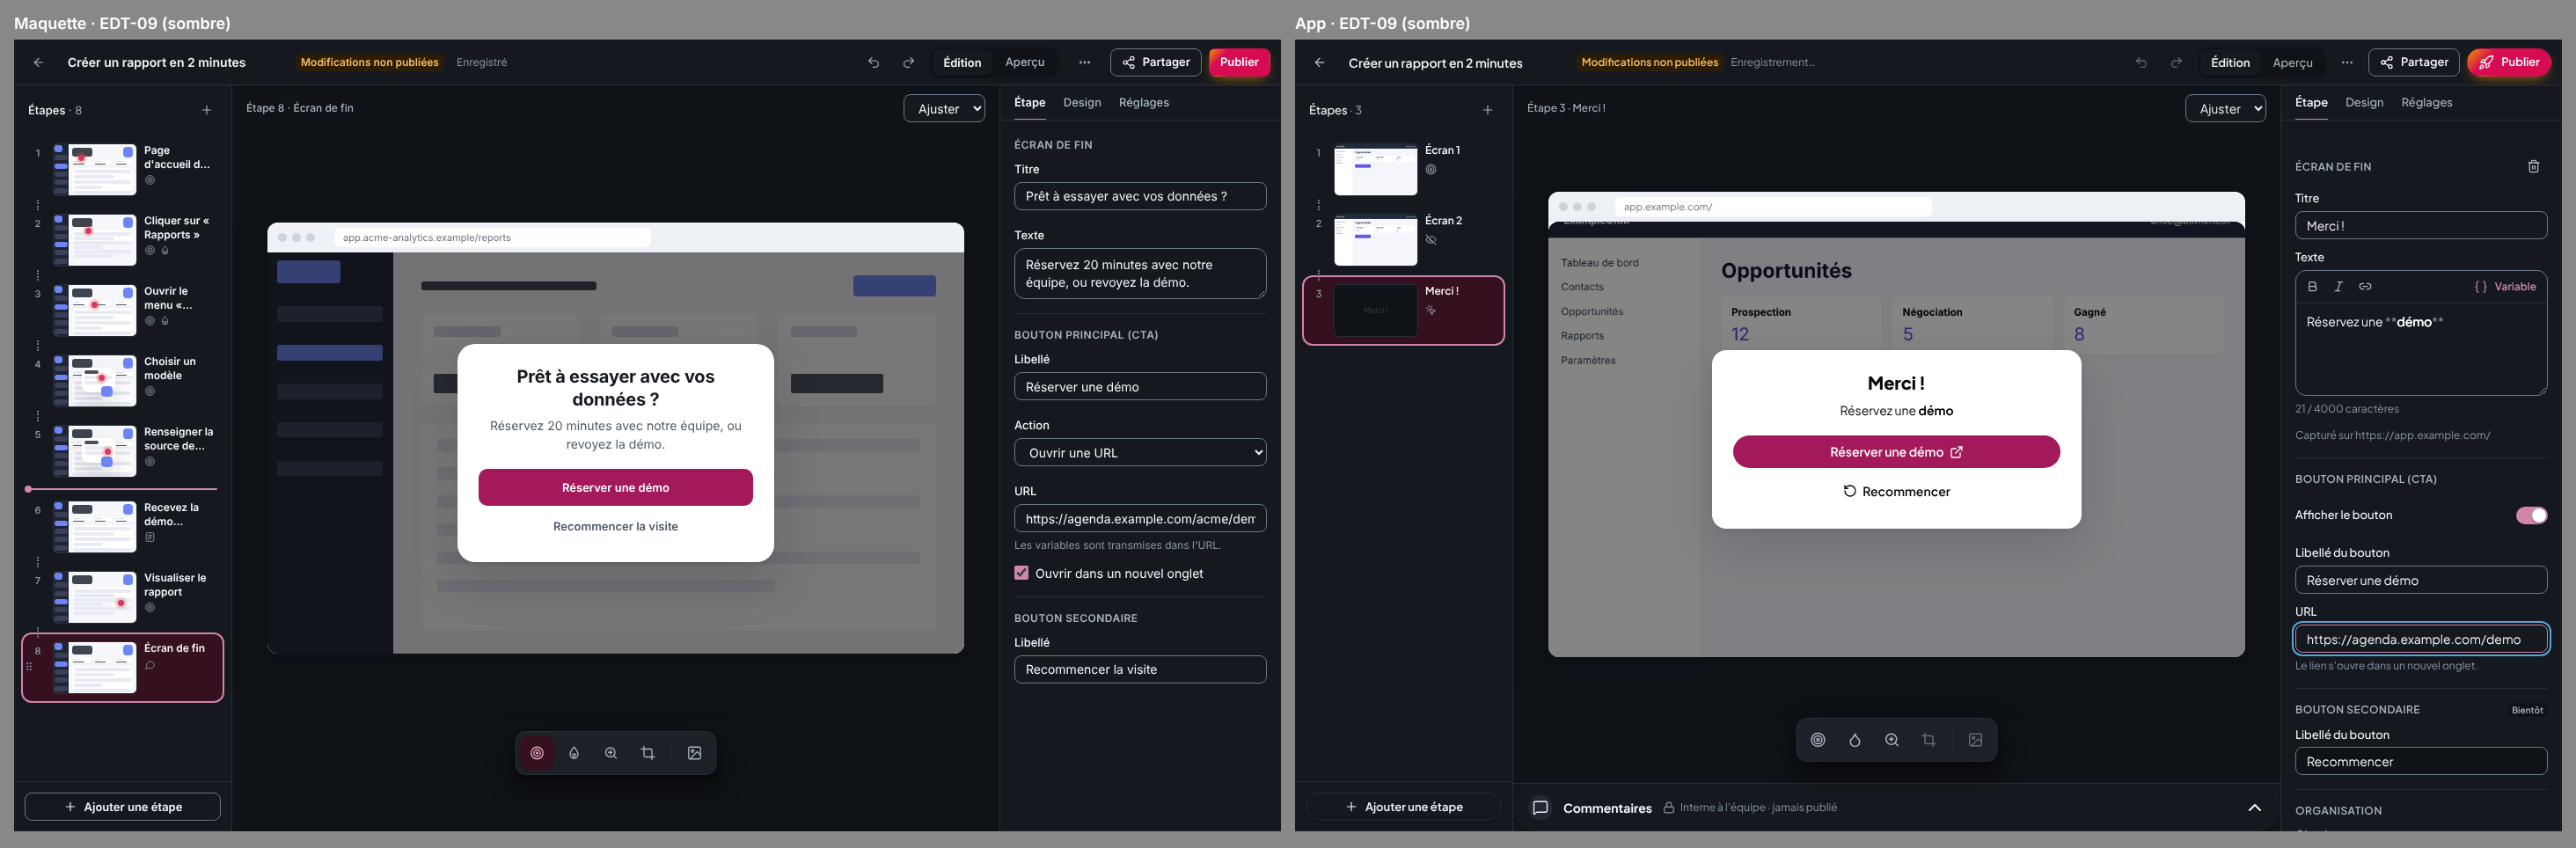 Maquette · EDT-09 (sombre)
Créer un rapport en 2 minutes
Modifications non publiées
Enregistré
Édition
Aperçu
Partager
Publier
Étapes · 8
1
Page
d'accueil d...
2
Cliquer sur «
Rapports »
3
Ouvrir le
menu «...
4
Choisir un
modèle
5
Renseigner la
source de...
6
Recevez la
démo...
7
Visualiser le
rapport
8
Écran de fin
Ajouter une étape
Étape 8 · Écran de fin
Ajuster
app.acme-analytics.example/reports
Prêt à essayer avec vos
données ?
Réservez 20 minutes avec notre équipe, ou
revoyez la démo.
Réserver une démo
Recommencer la visite
Étape
Design
Réglages
ÉCRAN DE FIN
Titre
Prêt à essayer avec vos données ?
Texte
Réservez 20 minutes avec notre
équipe, ou revoyez la démo.
BOUTON PRINCIPAL (CTA)
Libellé
Réserver une démo
Action
Ouvrir une URL
URL
https://agenda.example.com/acme/dem
Les variables sont transmises dans l'URL.
Ouvrir dans un nouvel onglet
BOUTON SECONDAIRE
Libellé
Recommencer la visite
App · EDT-09 (sombre)
Créer un rapport en 2 minutes
Modifications non publiées
Enregistrement...
Édition
Aperçu
Partager
Publier
Étapes · 3
1
Écran 1
2
Écran 2
3
Merci !
Merci !
Ajouter une étape
Étape 3 · Merci !
Ajuster
app.example.com/
Tableau de bord
Contacts
Opportunités
Rapports
Paramètres
Opportunités
Prospection
12
Négociation
5
Gagné
8
Merci !
Réservez une démo
Réserver une démo
Recommencer
Commentaires
Interne à l'équipe · jamais publié
Étape
Design
Réglages
ÉCRAN DE FIN
Titre
Merci !
Texte
B I
{ } Variable
Réservez une **démo**
21 / 4000 caractères
Capturé sur https://app.example.com/
BOUTON PRINCIPAL (CTA)
Afficher le bouton
Libellé du bouton
Réserver une démo
URL
https://agenda.example.com/demo
Le lien s'ouvre dans un nouvel onglet.
BOUTON SECONDAIRE
Bientôt
Libellé du bouton
Recommencer
ORGANISATION